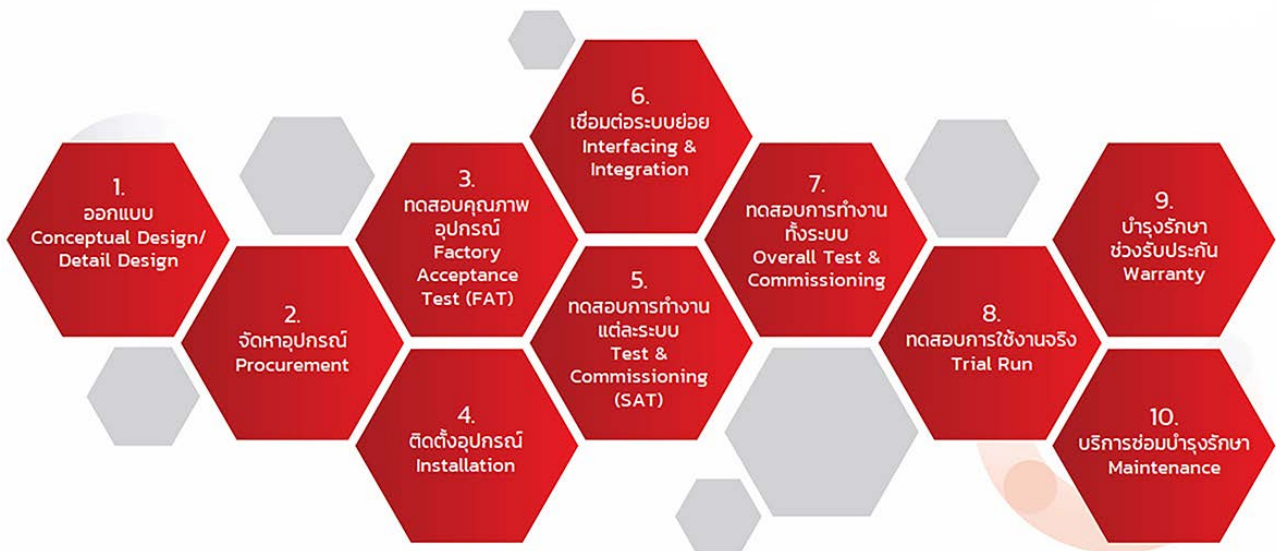 1.
ออกแบบ
Conceptual Design/
Detail Design
2.
จัดหาอุปกรณ์
Procurement
3.
ทดสอบคุณภาพ
อุปกรณ์
Factory
Acceptance
Test (FAT)
4.
ติดตั้งอุปกรณ์
Installation
5.
ทดสอบการทำงาน
แต่ละระบบ
Test &
Commissioning
(SAT)
6.
เชื่อมต่อระบบย่อย
Interfacing &
Integration
7.
ทดสอบการทำงาน
ทั้งระบบ
Overall Test &
Commissioning
8.
ทดสอบการใช้งานจริง
Trial Run
9.
บำรุงรักษา
ช่วงรับประกัน
Warranty
10.
บริการซ่อมบำรุงรักษา
Maintenance